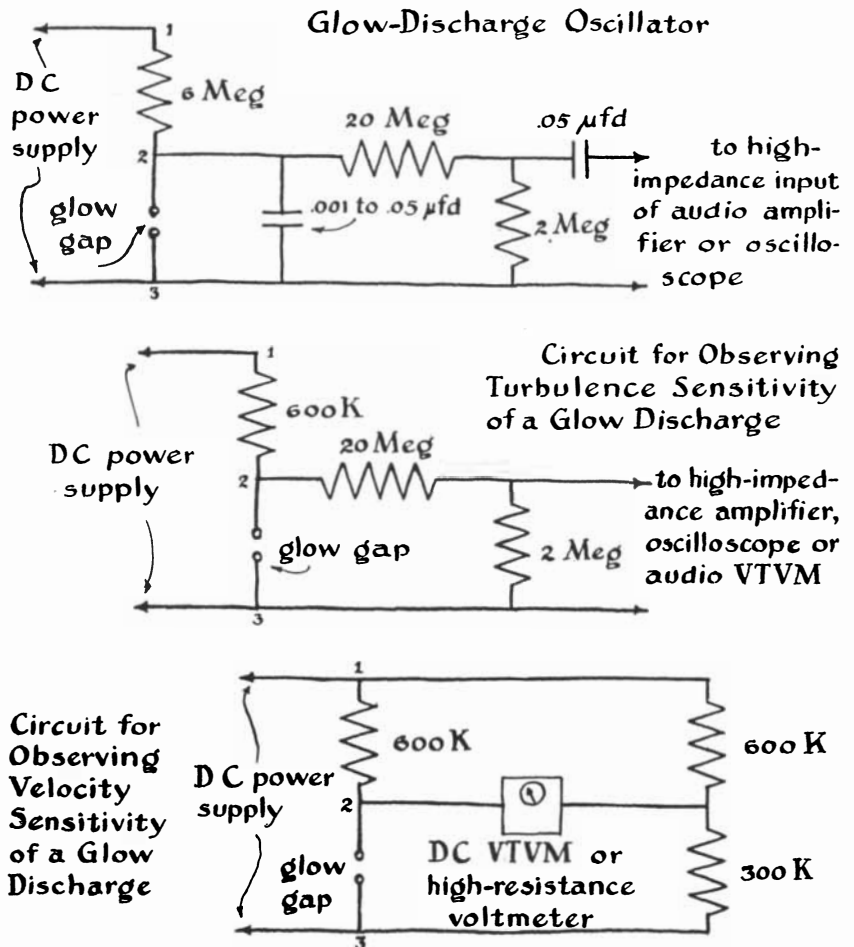 Glow-Discharge Oscillator
1
DC
power
supply
6 Meg
2
glow
gap
3
20 Meg
.001 to .05 µfd
.05 µfd
2 Meg
to high-
impedance input
of audio ampli-
fier or oscillo-
scope
Circuit for Observing
Turbulence Sensitivity
of a Glow Discharge
1
600K
DC power
supply
2
20 Meg
glow gap
2 Meg
3
to high-imped-
ance amplifier,
oscilloscope or
audio VTVM
Circuit for
Observing
Velocity
Sensitivity
of a Glow
Discharge
1
600K
DC power
supply
2
glow
gap
3
DC VTVM or
high-resistance
voltmeter
600 K
300 K